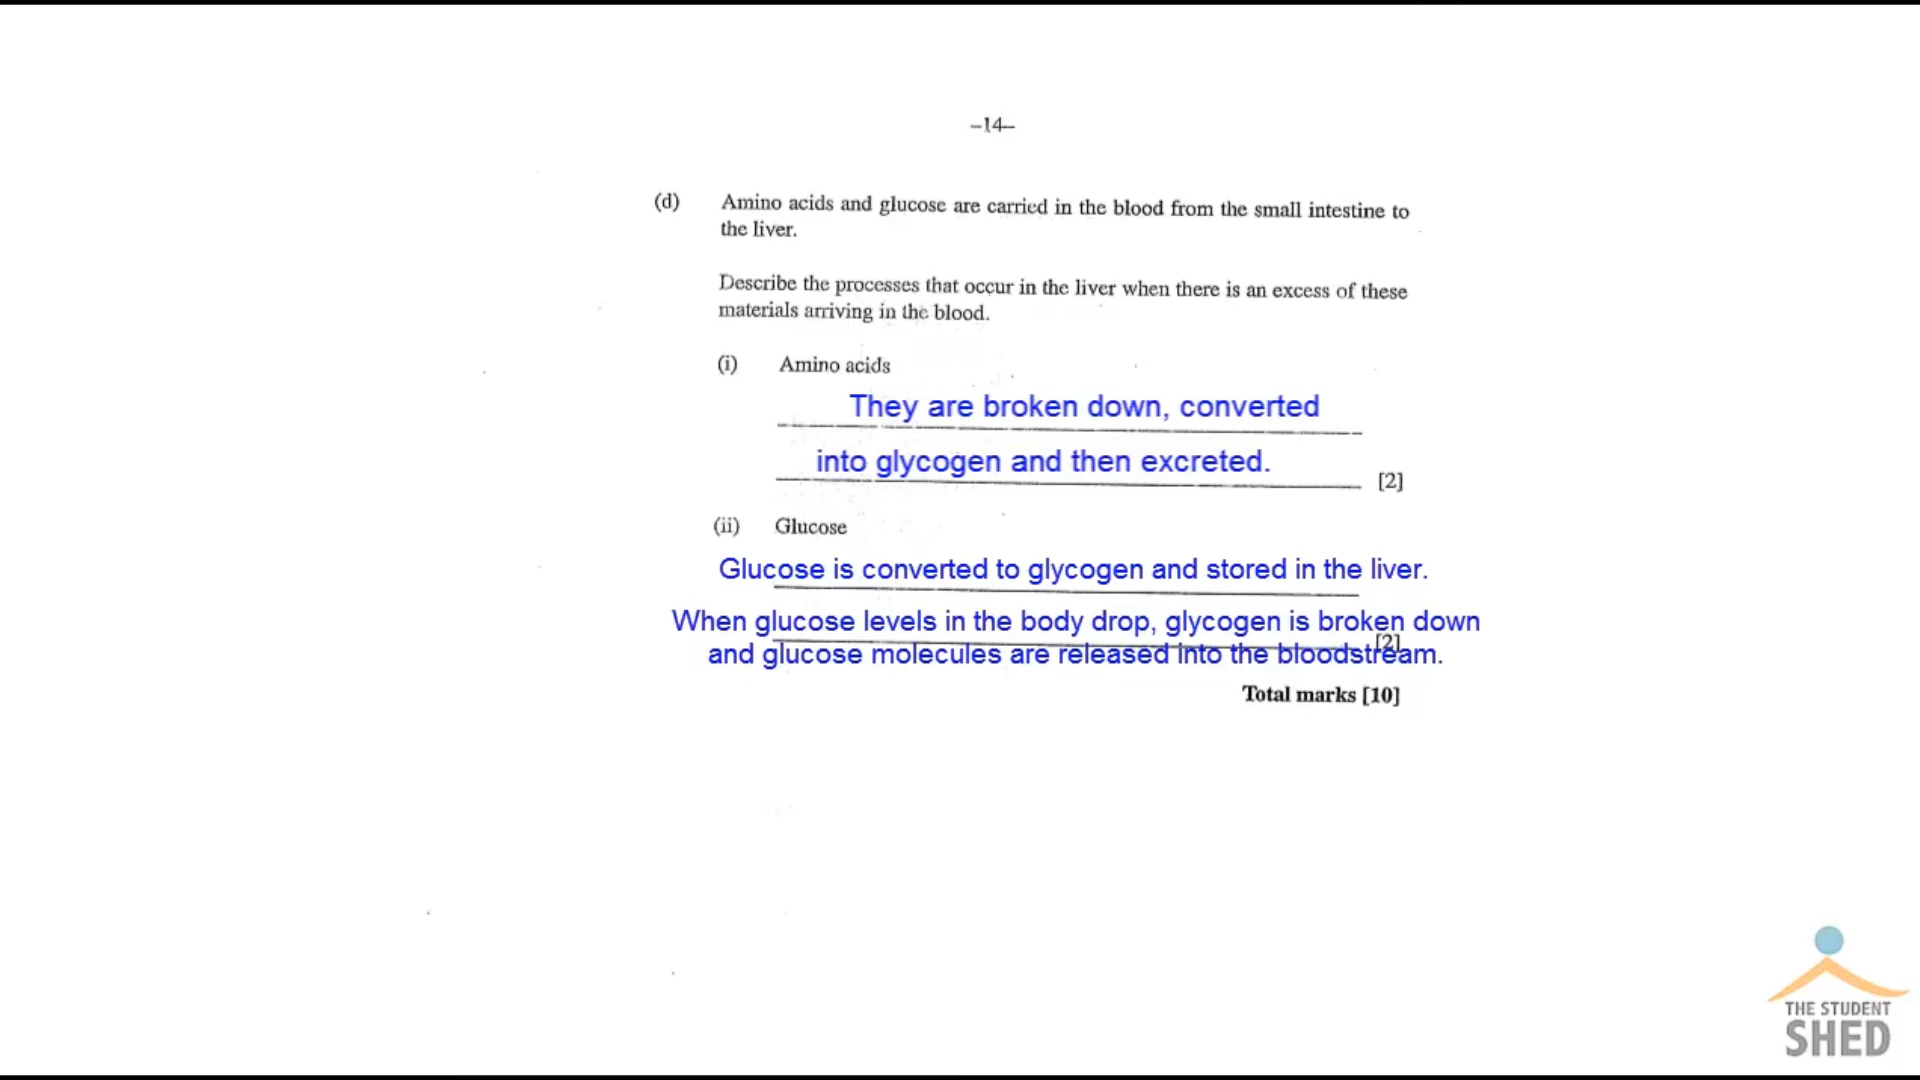 –14–
(d) Amino acids and glucose are carried in the blood from the small intestine to
the liver.
Describe the processes that occur in the liver when there is an excess of these
materials arriving in the blood.
(i) Amino acids
They are broken down, converted
into glycogen and then excreted.
[2]
(ii) Glucose
Glucose is converted to glycogen and stored in the liver.
When glucose levels in the body drop, glycogen is broken down
[2]
and glucose molecules are released into the bloodstream.
Total marks [10]
THE STUDENT
SHED